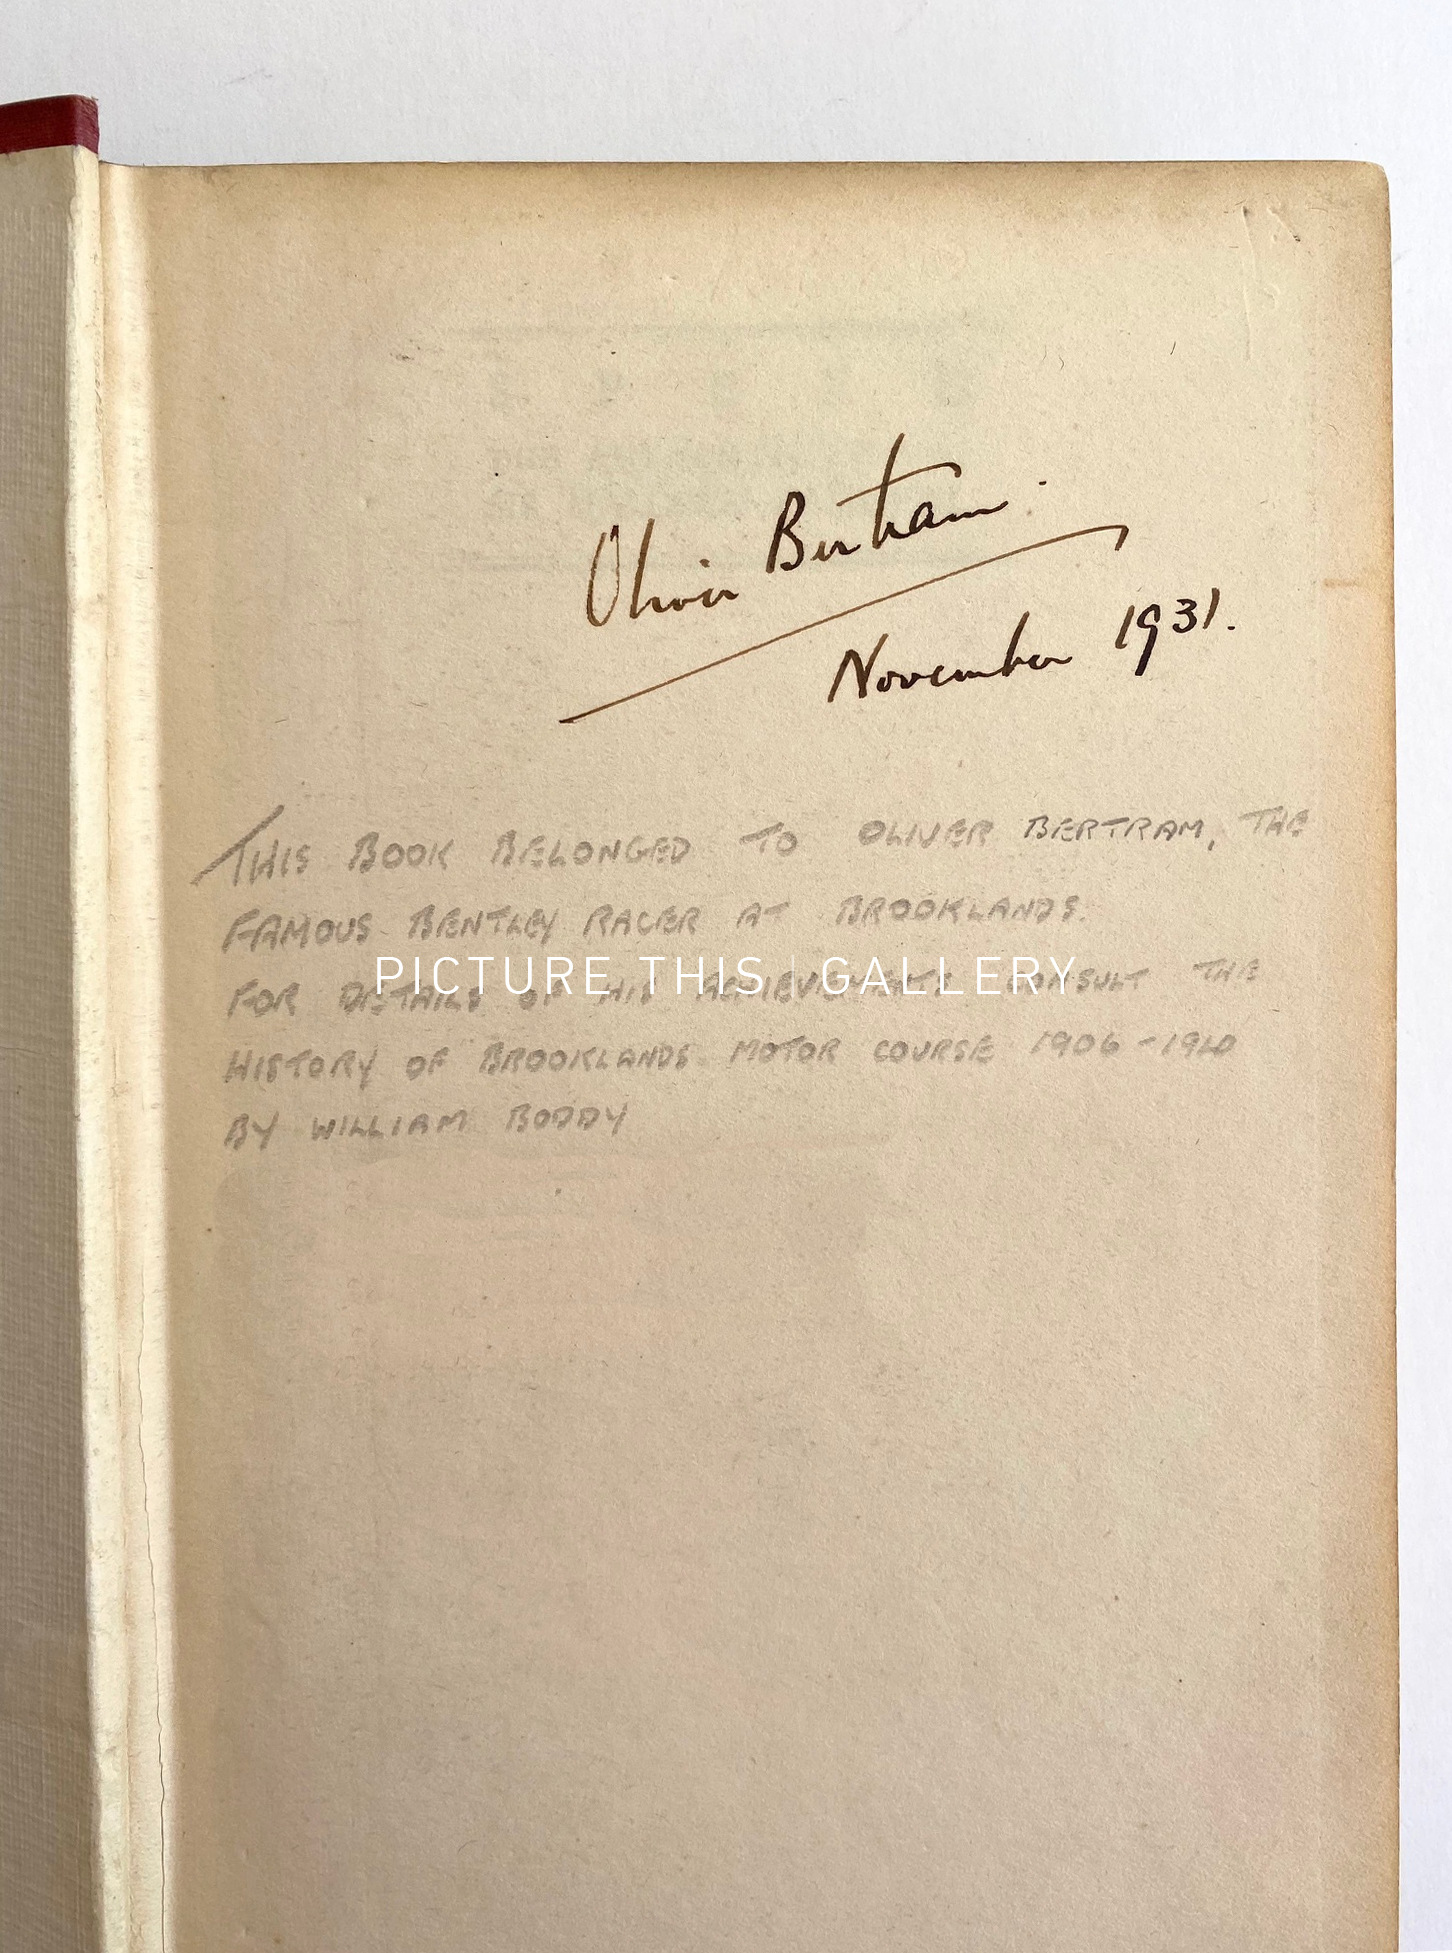 Oliver Bertram.
November 1931.
THIS BOOK BELONGED TO OLIVER BERTRAM, THE
FAMOUS BENTLEY RACER AT BROOKLANDS.
FOR DETAILS OF HIS ACHIEVEMENTS CONSULT THE
PICTURE THIS | GALLERY
HISTORY OF BROOKLANDS MOTOR COURSE 1906-1940
BY WILLIAM BODDY